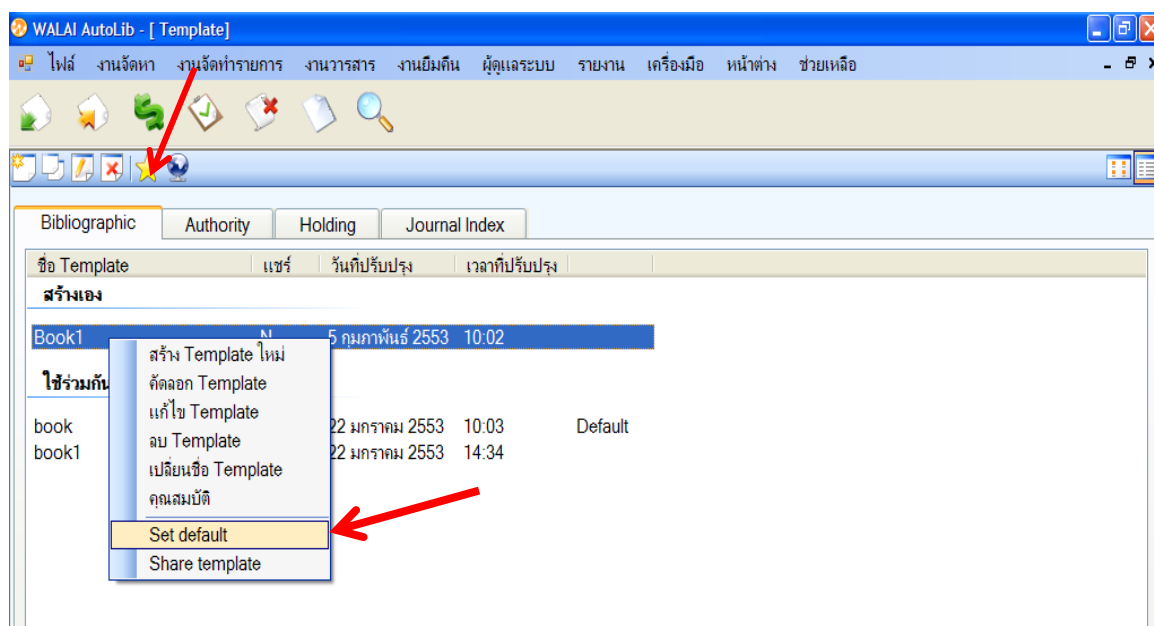 WALAI AutoLib - [ Template]
ไฟล์ งานจัดหา งานจัดทำรายการ งานวารสาร งานยืมคืน ผู้ดูแลระบบ รายงาน เครื่องมือ หน้าต่าง ช่วยเหลือ
Bibliographic Authority Holding Journal Index
ชื่อ Template แชร์ วันที่ปรับปรุง เวลาที่ปรับปรุง
สร้างเอง
Book1 N 5 กุมภาพันธ์ 2553 10:02
สร้าง Template ใหม่
ใช้ร่วมกัน คัดลอก Template
แก้ไข Template
book 22 มกราคม 2553 10:03 Default
ลบ Template
book1 22 มกราคม 2553 14:34
เปลี่ยนชื่อ Template
คุณสมบัติ
Set default
Share template